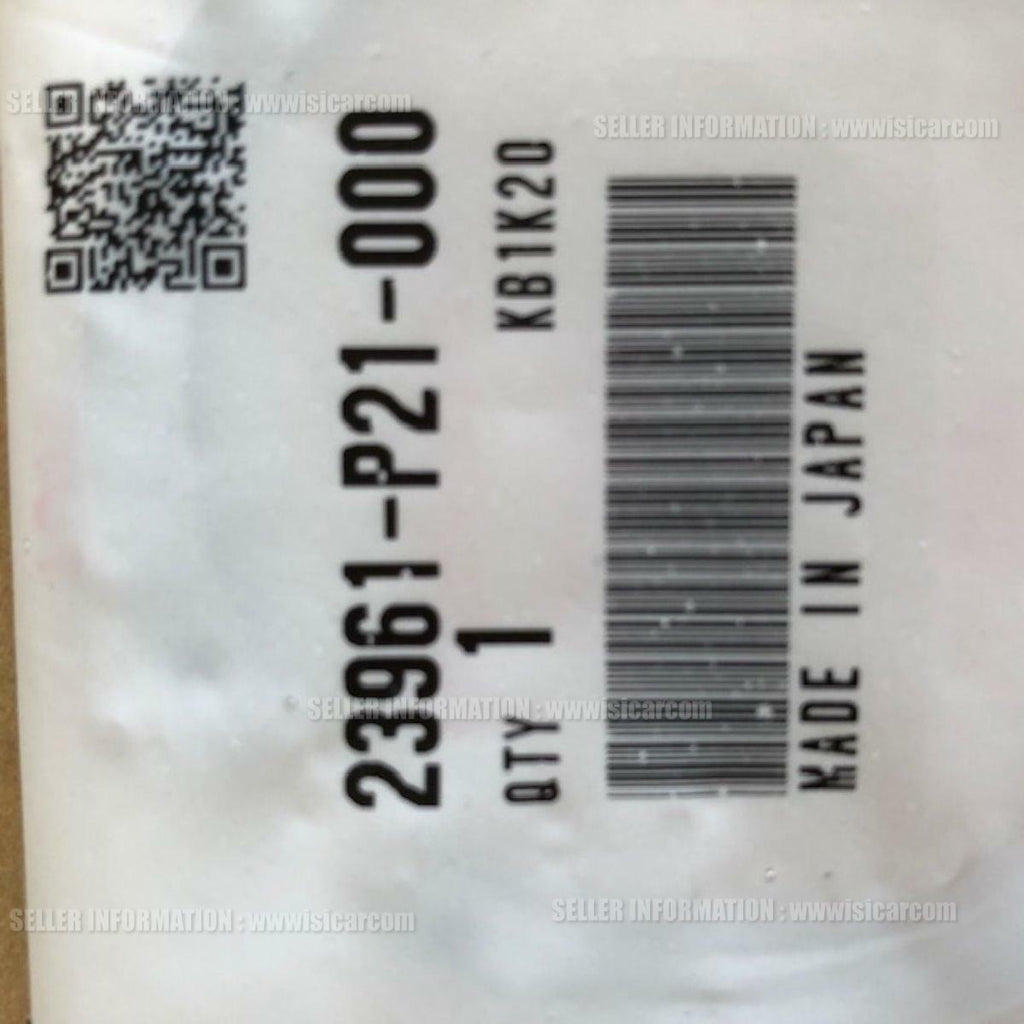 23961-P21-000
QTY 1 KB1K20
MADE IN JAPAN
SELLER INFORMATION : wwwisicarcom
SELLER INFORMATION : wwwisicarcom
SELLER INFORMATION : wwwisicarcom
SELLER INFORMATION : wwwisicarcom
SELLER INFORMATION : wwwisicarcom